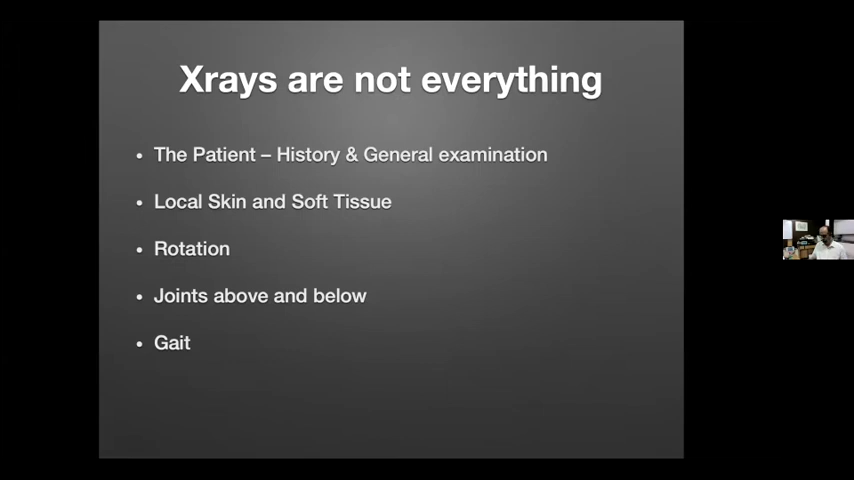 Xrays are not everything
• The Patient – History & General examination
• Local Skin and Soft Tissue
• Rotation
• Joints above and below
• Gait